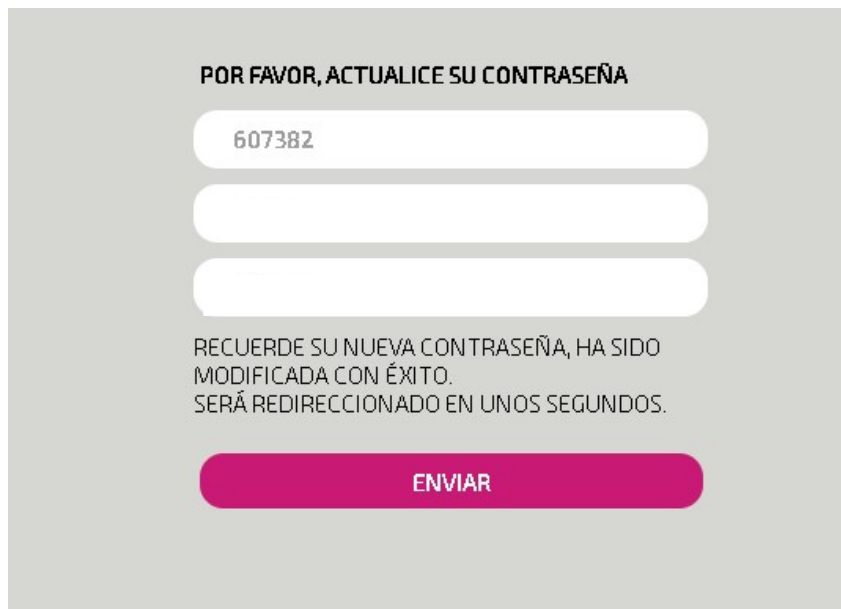 POR FAVOR, ACTUALICE SU CONTRASEÑA
607382
RECUERDE SU NUEVA CONTRASEÑA, HA SIDO
MODIFICADA CON ÉXITO.
SERÁ REDIRECCIONADO EN UNOS SEGUNDOS.
ENVIAR